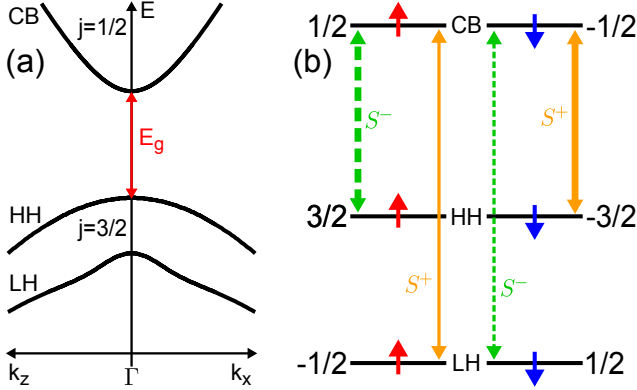 CB
E
j=1/2
(a)
E_g
HH
j=3/2
LH
k_z
Γ
k_x
1/2
CB
-1/2
(b)
S⁻
S⁺
3/2
HH
-3/2
S⁺
S⁻
-1/2
LH
1/2